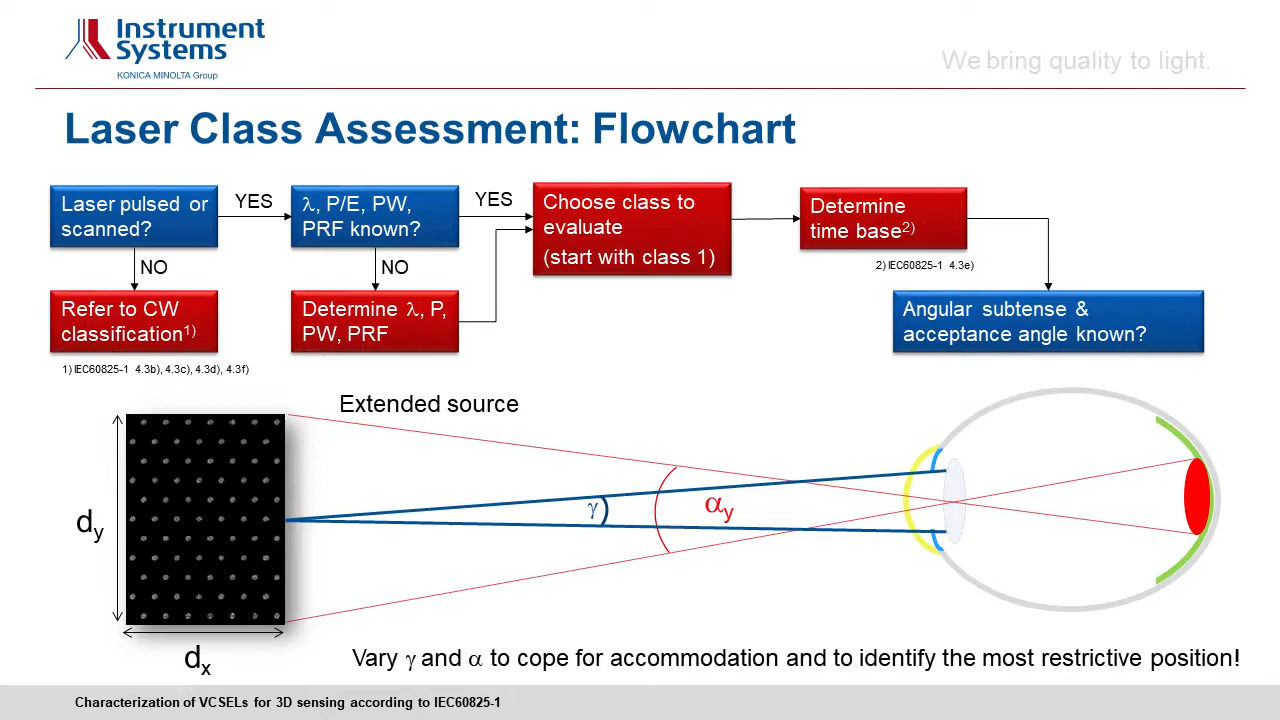 Instrument
Systems
KONICA MINOLTA Group
We bring quality to light.
Laser Class Assessment: Flowchart
Laser pulsed or
scanned?
YES
λ, P/E, PW,
PRF known?
YES
Choose class to
evaluate
(start with class 1)
Determine
time base2)
2) IEC60825-1 4.3e)
NO
NO
Refer to CW
classification1)
Determine λ, P,
PW, PRF
Angular subtense &
acceptance angle known?
1) IEC60825-1 4.3b), 4.3c), 4.3d), 4.3f)
Extended source
γ
αy
dy
dx
Vary γ and α to cope for accommodation and to identify the most restrictive position!
Characterization of VCSELs for 3D sensing according to IEC60825-1